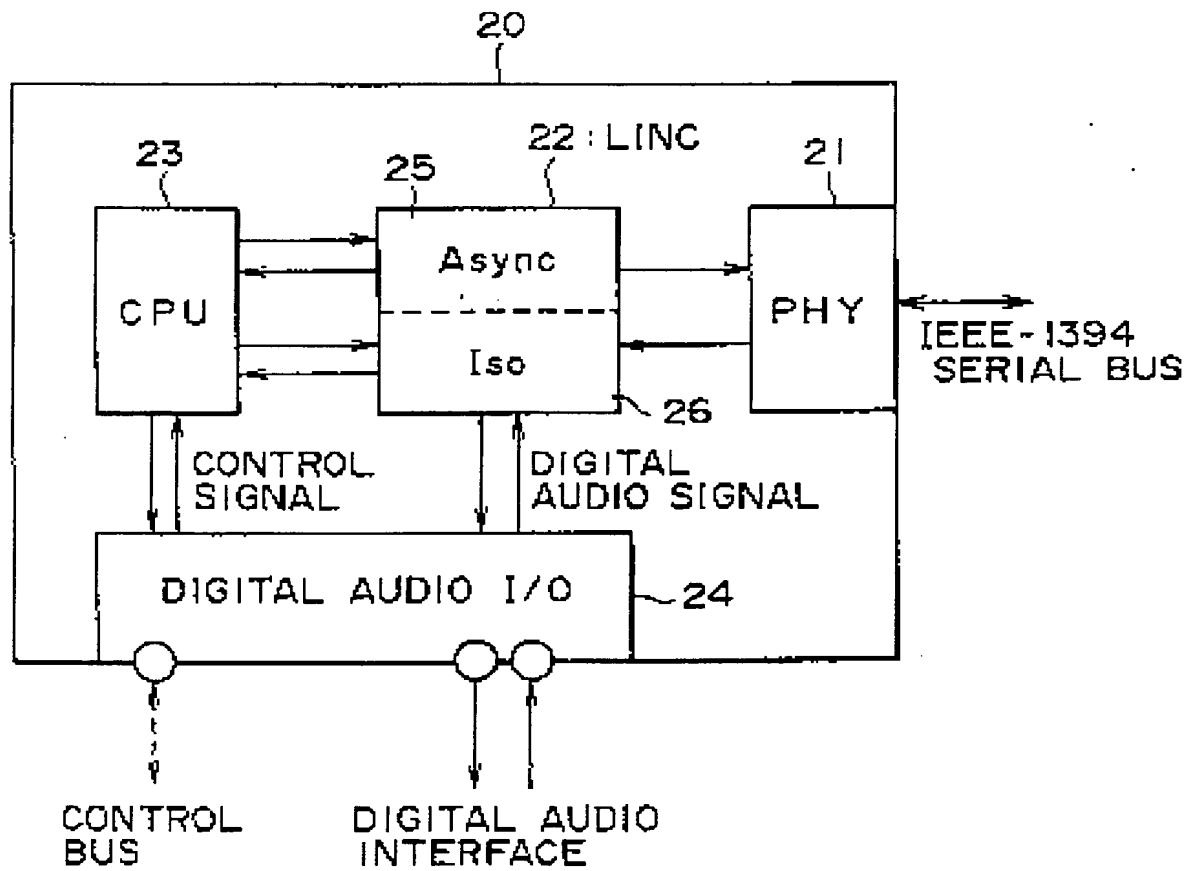 20
23
25
22 : LINC
21
Async
CPU
PHY
Iso
IEEE-1394
SERIAL BUS
26
CONTROL
SIGNAL
DIGITAL
AUDIO SIGNAL
DIGITAL AUDIO I/O
24
CONTROL
BUS
DIGITAL AUDIO
INTERFACE